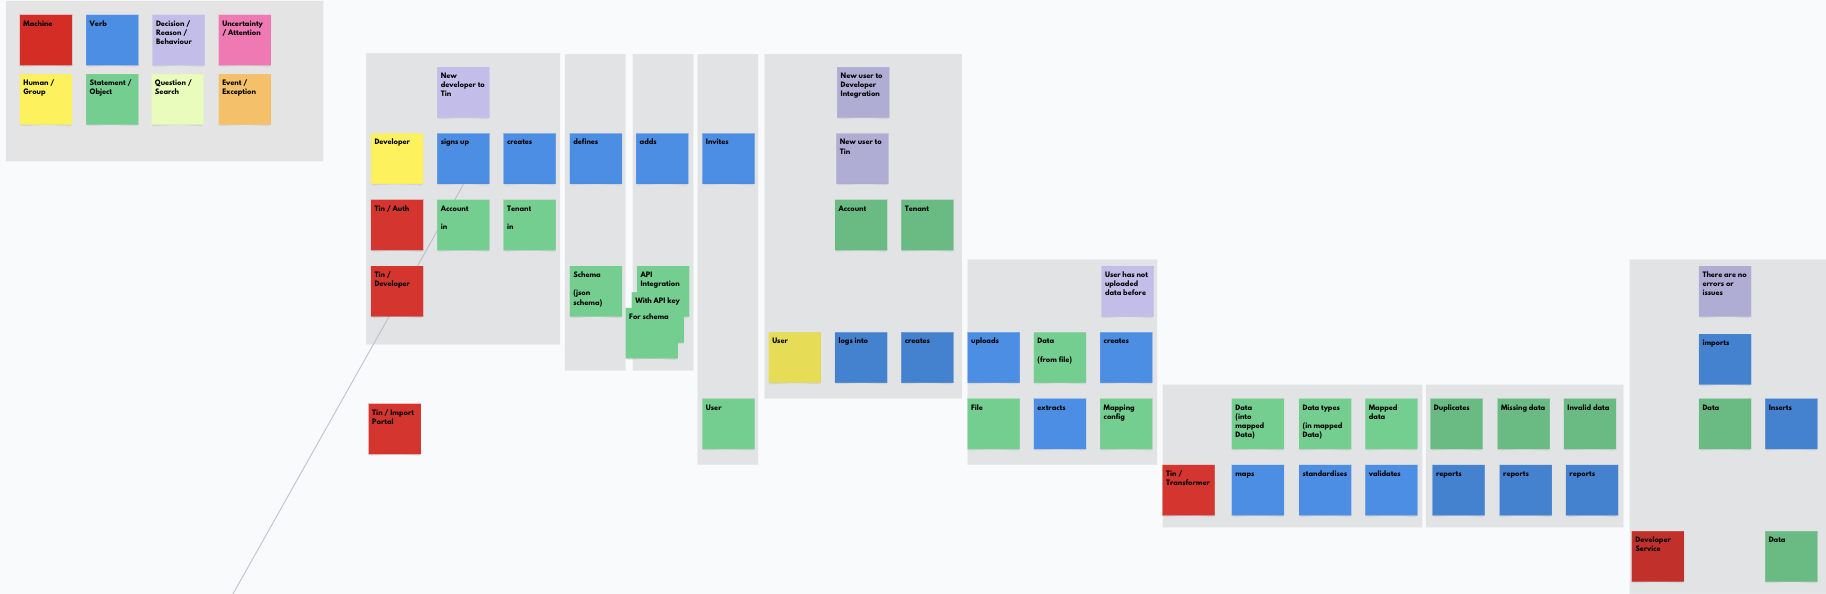 Machine
Verb
Decision /
Reason /
Behaviour
Uncertainty
/ Attention
Human /
Group
Statement /
Object
Question /
Search
Event /
Exception
New
developer to
Tin
Developer
signs up
creates
Tin / Auth
Account
in
Tenant
in
Tin /
Developer
Tin / Import
Portal
defines
Schema
(json
schema)
adds
API
Integration
With API key
For schema
Invites
User
New user to
Developer
Integration
New user to
Tin
Account
Tenant
User
logs into
creates
User has not
uploaded
data before
uploads
Data
(from file)
creates
File
extracts
Mapping
config
Data
(into
mapped
Data)
Data types
(in mapped
Data)
Mapped
data
Tin /
Transformer
maps
standardises
validates
Duplicates
Missing data
Invalid data
reports
reports
reports
There are no
errors or
issues
imports
Data
Inserts
Developer
Service
Data